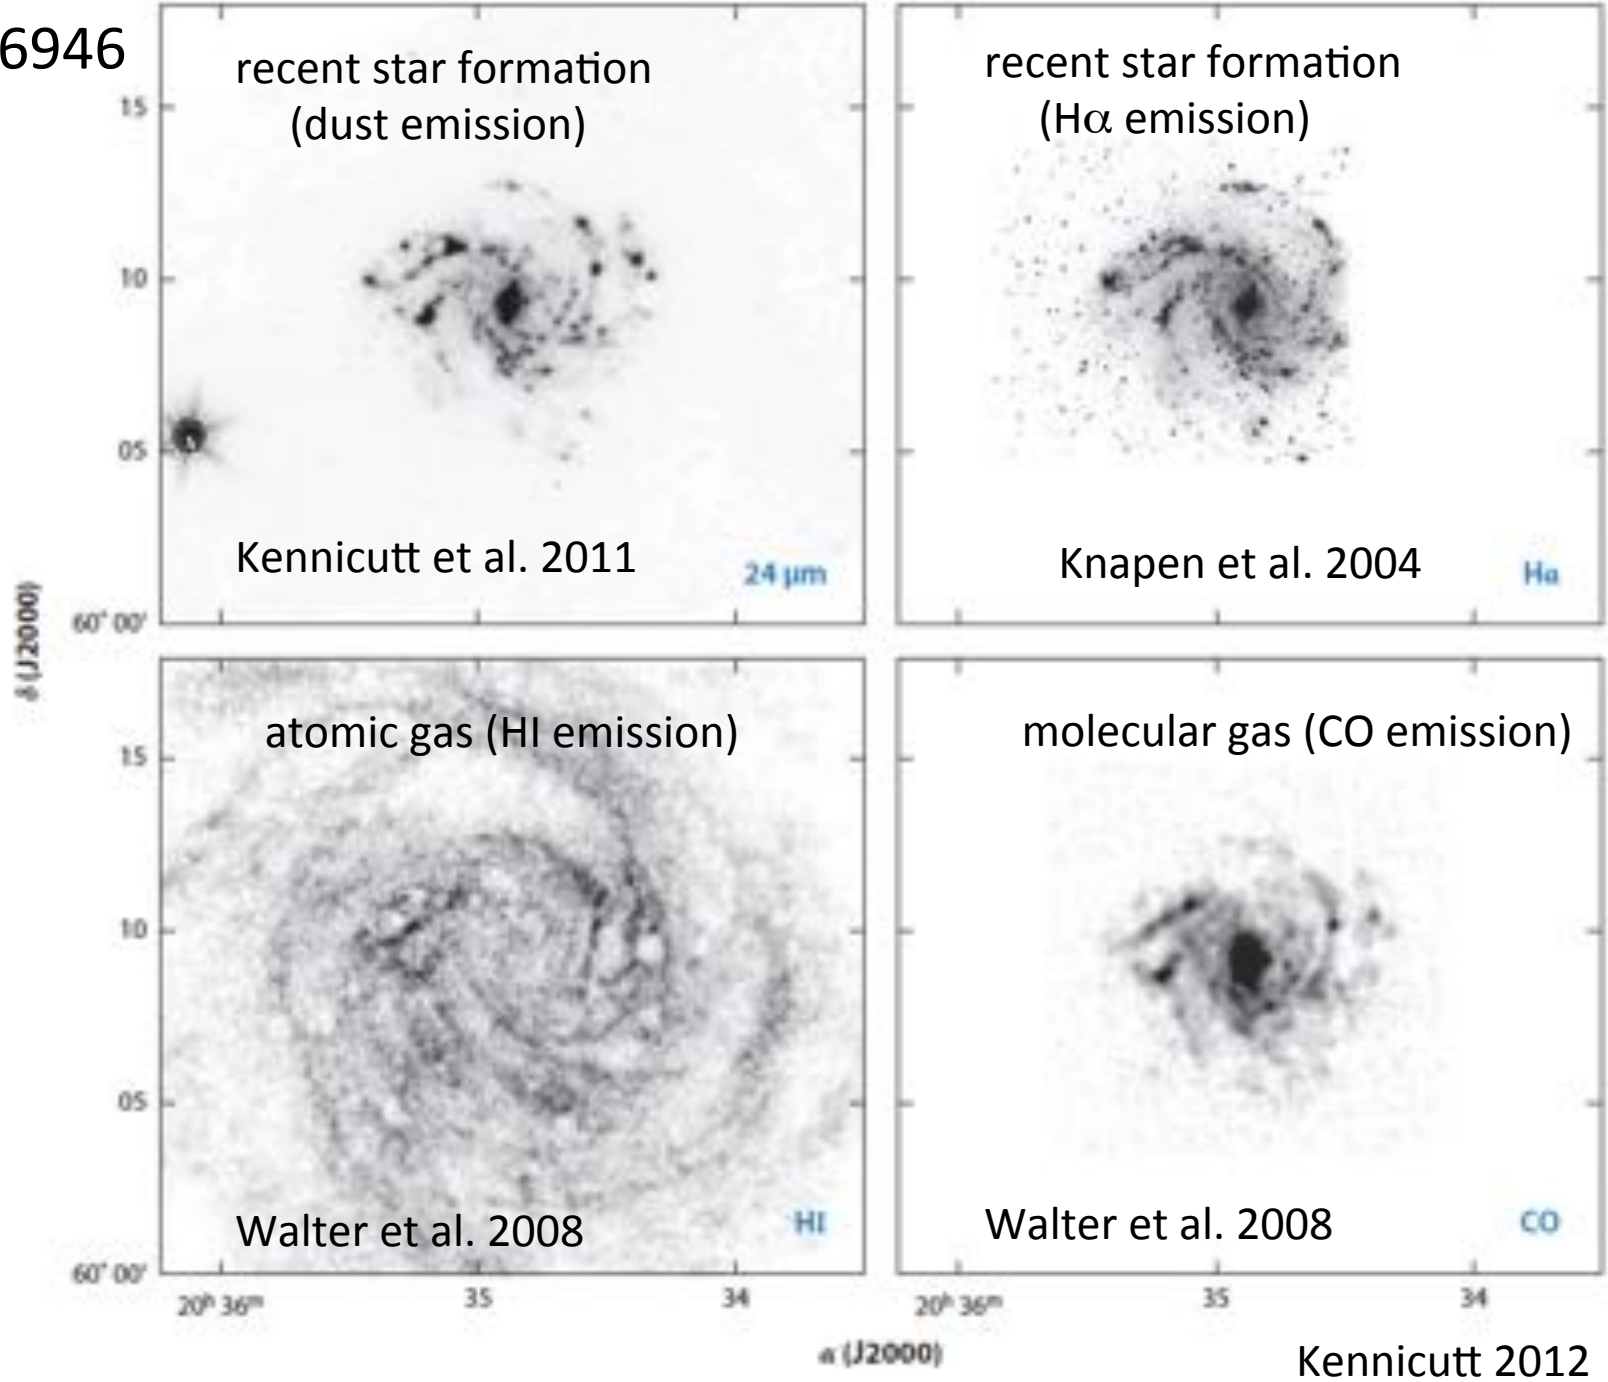 6946
recent star formation
(dust emission)
recent star formation
(Hα emission)
15
10
05
60° 00'
Kennicutt et al. 2011
24 µm
Knapen et al. 2004
Hα
δ (J2000)
atomic gas (HI emission)
molecular gas (CO emission)
15
10
05
60° 00'
Walter et al. 2008
HI
Walter et al. 2008
CO
20h 36m
35
34
20h 36m
35
34
α (J2000)
Kennicutt 2012